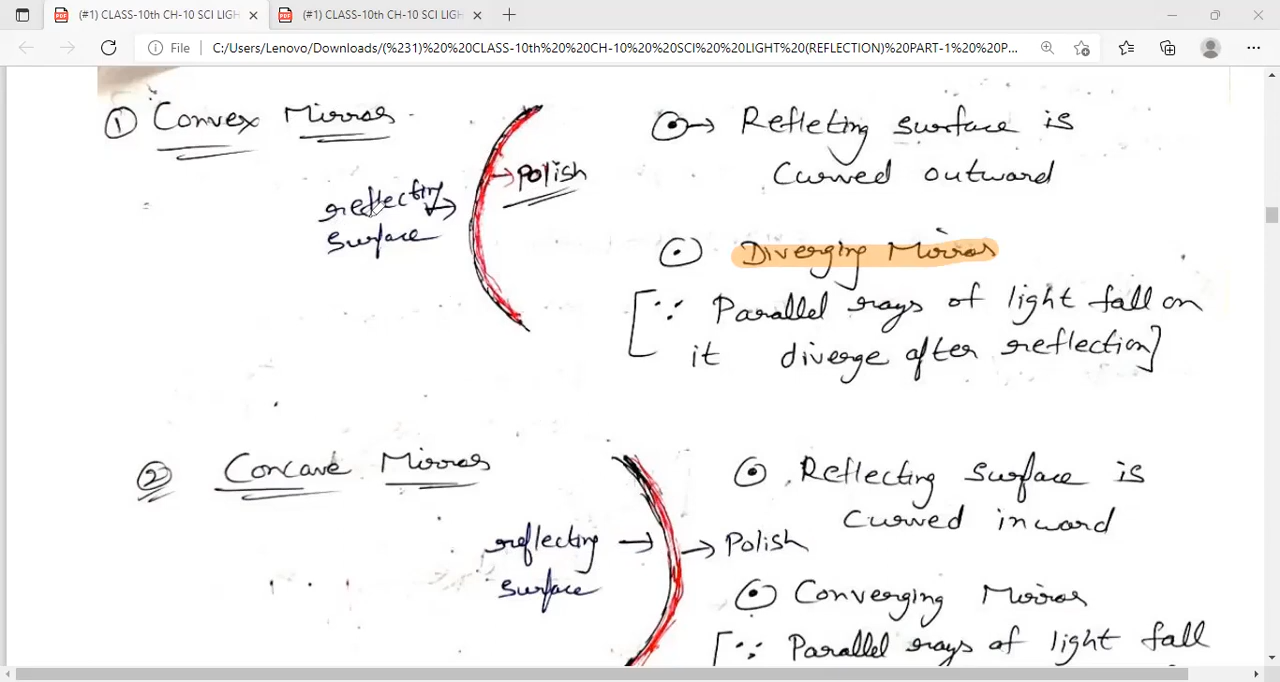 (#1) CLASS-10th CH-10 SCI LIGH
(#1) CLASS-10th CH-10 SCI LIGH
File
C:/Users/Lenovo/Downloads/(%231)%20%20CLASS-10th%20%20CH-10%20%20SCI%20%20LIGHT%20(REFLECTION)%20PART-1%20%20P...
① Convex Mirror
reflecting
surface
Polish
Refleting surface is
Curved outward
Diverging Mirror
[∵ Parallel rays of light fall on
it diverge after reflection]
② Concave Mirror
reflecting
surface
Polish
Reflecting surface is
Curved inward
Converging Mirror
[∵ Parallel rays of light fall